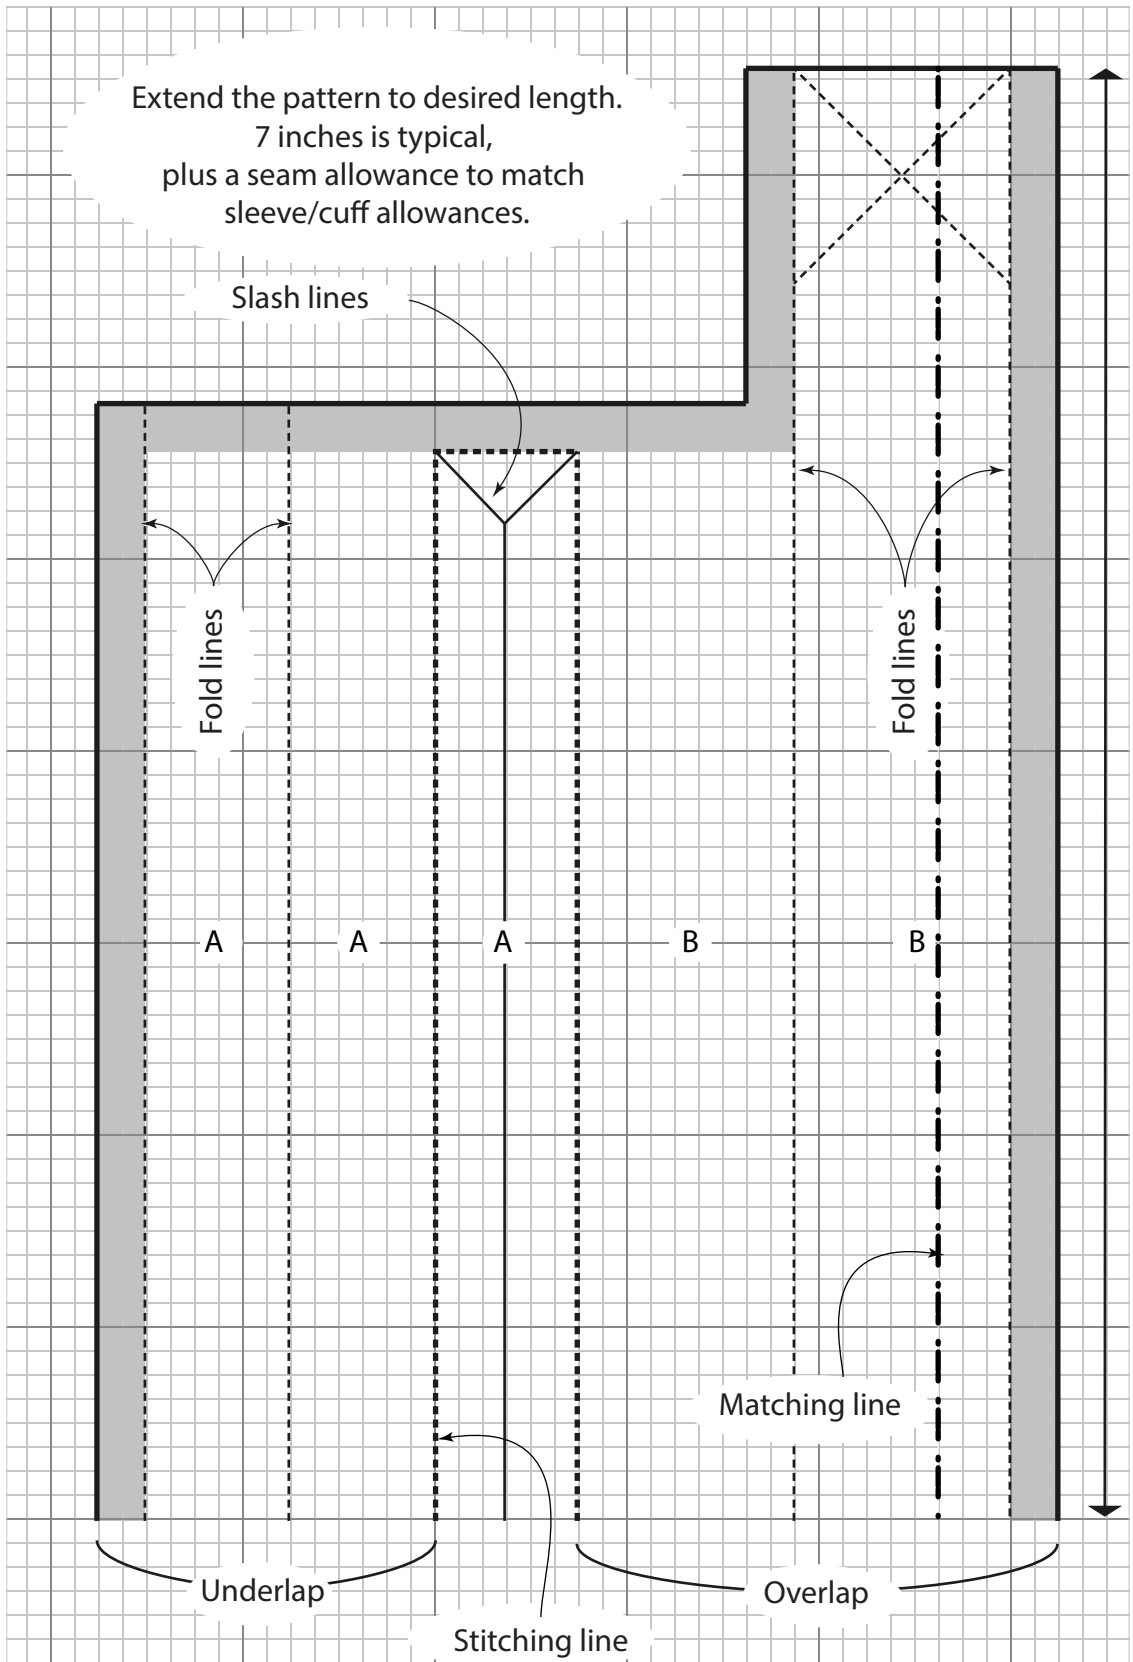 Extend the pattern to desired length.
7 inches is typical,
plus a seam allowance to match
sleeve/cuff allowances.
Slash lines
Fold lines
Fold lines
A
A
A
B
B
Matching line
Underlap
Overlap
Stitching line